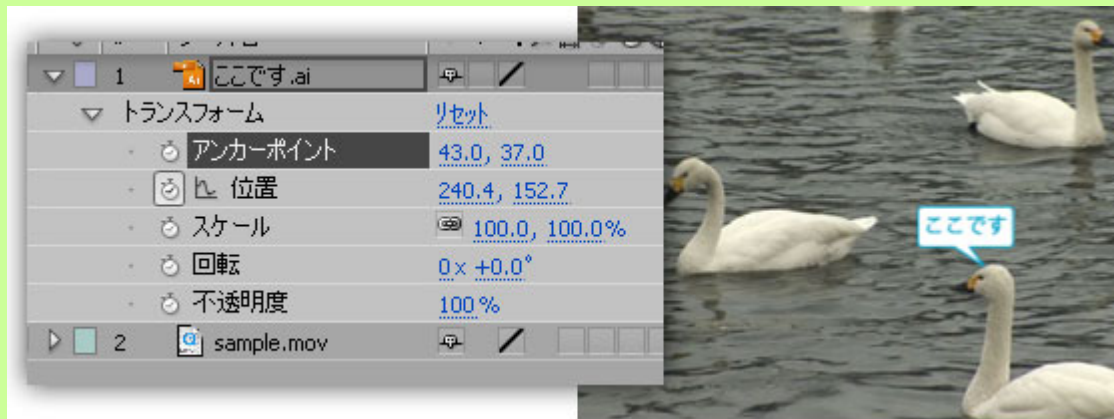 1 ここです.ai
トランスフォーム リセット
アンカーポイント 43.0, 37.0
位置 240.4, 152.7
スケール 100.0, 100.0%
回転 0x +0.0°
不透明度 100%
2 sample.mov
ここです